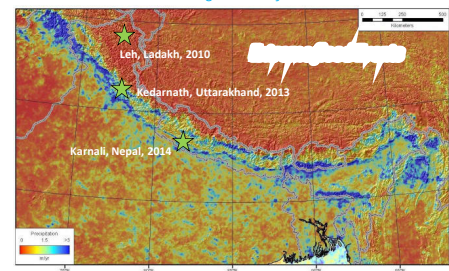 0 125 250 500
Kilometers
Leh, Ladakh, 2010
Kedarnath, Uttarakhand, 2013
Karnali, Nepal, 2014
Precipitation
0 1.5 >3
m/yr